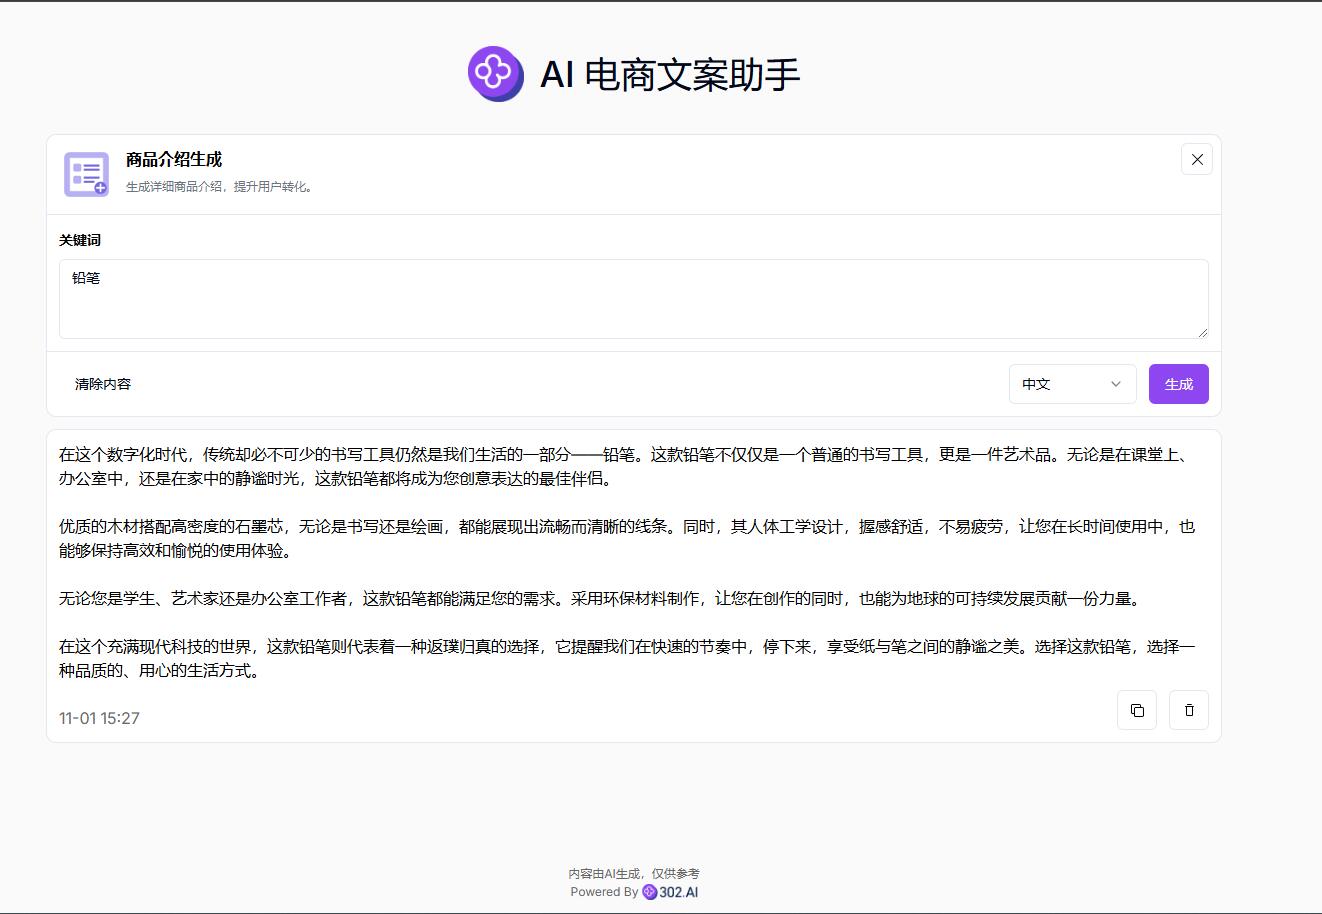 AI 电商文案助手
商品介绍生成
生成详细商品介绍，提升用户转化。
关键词
铅笔
清除内容
中文
生成
在这个数字化时代，传统却必不可少的书写工具仍然是我们生活的一部分——铅笔。这款铅笔不仅仅是一个普通的书写工具，更是一件艺术品。无论是在课堂上、
办公室中，还是在家中的静谧时光，这款铅笔都将成为您创意表达的最佳伴侣。
优质的木材搭配高密度的石墨芯，无论是书写还是绘画，都能展现出流畅而清晰的线条。同时，其人体工学设计，握感舒适，不易疲劳，让您在长时间使用中，也
能够保持高效和愉悦的使用体验。
无论您是学生、艺术家还是办公室工作者，这款铅笔都能满足您的需求。采用环保材料制作，让您在创作的同时，也能为地球的可持续发展贡献一份力量。
在这个充满现代科技的世界，这款铅笔则代表着一种返璞归真的选择，它提醒我们在快速的节奏中，停下来，享受纸与笔之间的静谧之美。选择这款铅笔，选择一
种品质的、用心的生活方式。
11-01 15:27
内容由AI生成，仅供参考
Powered By 302.AI